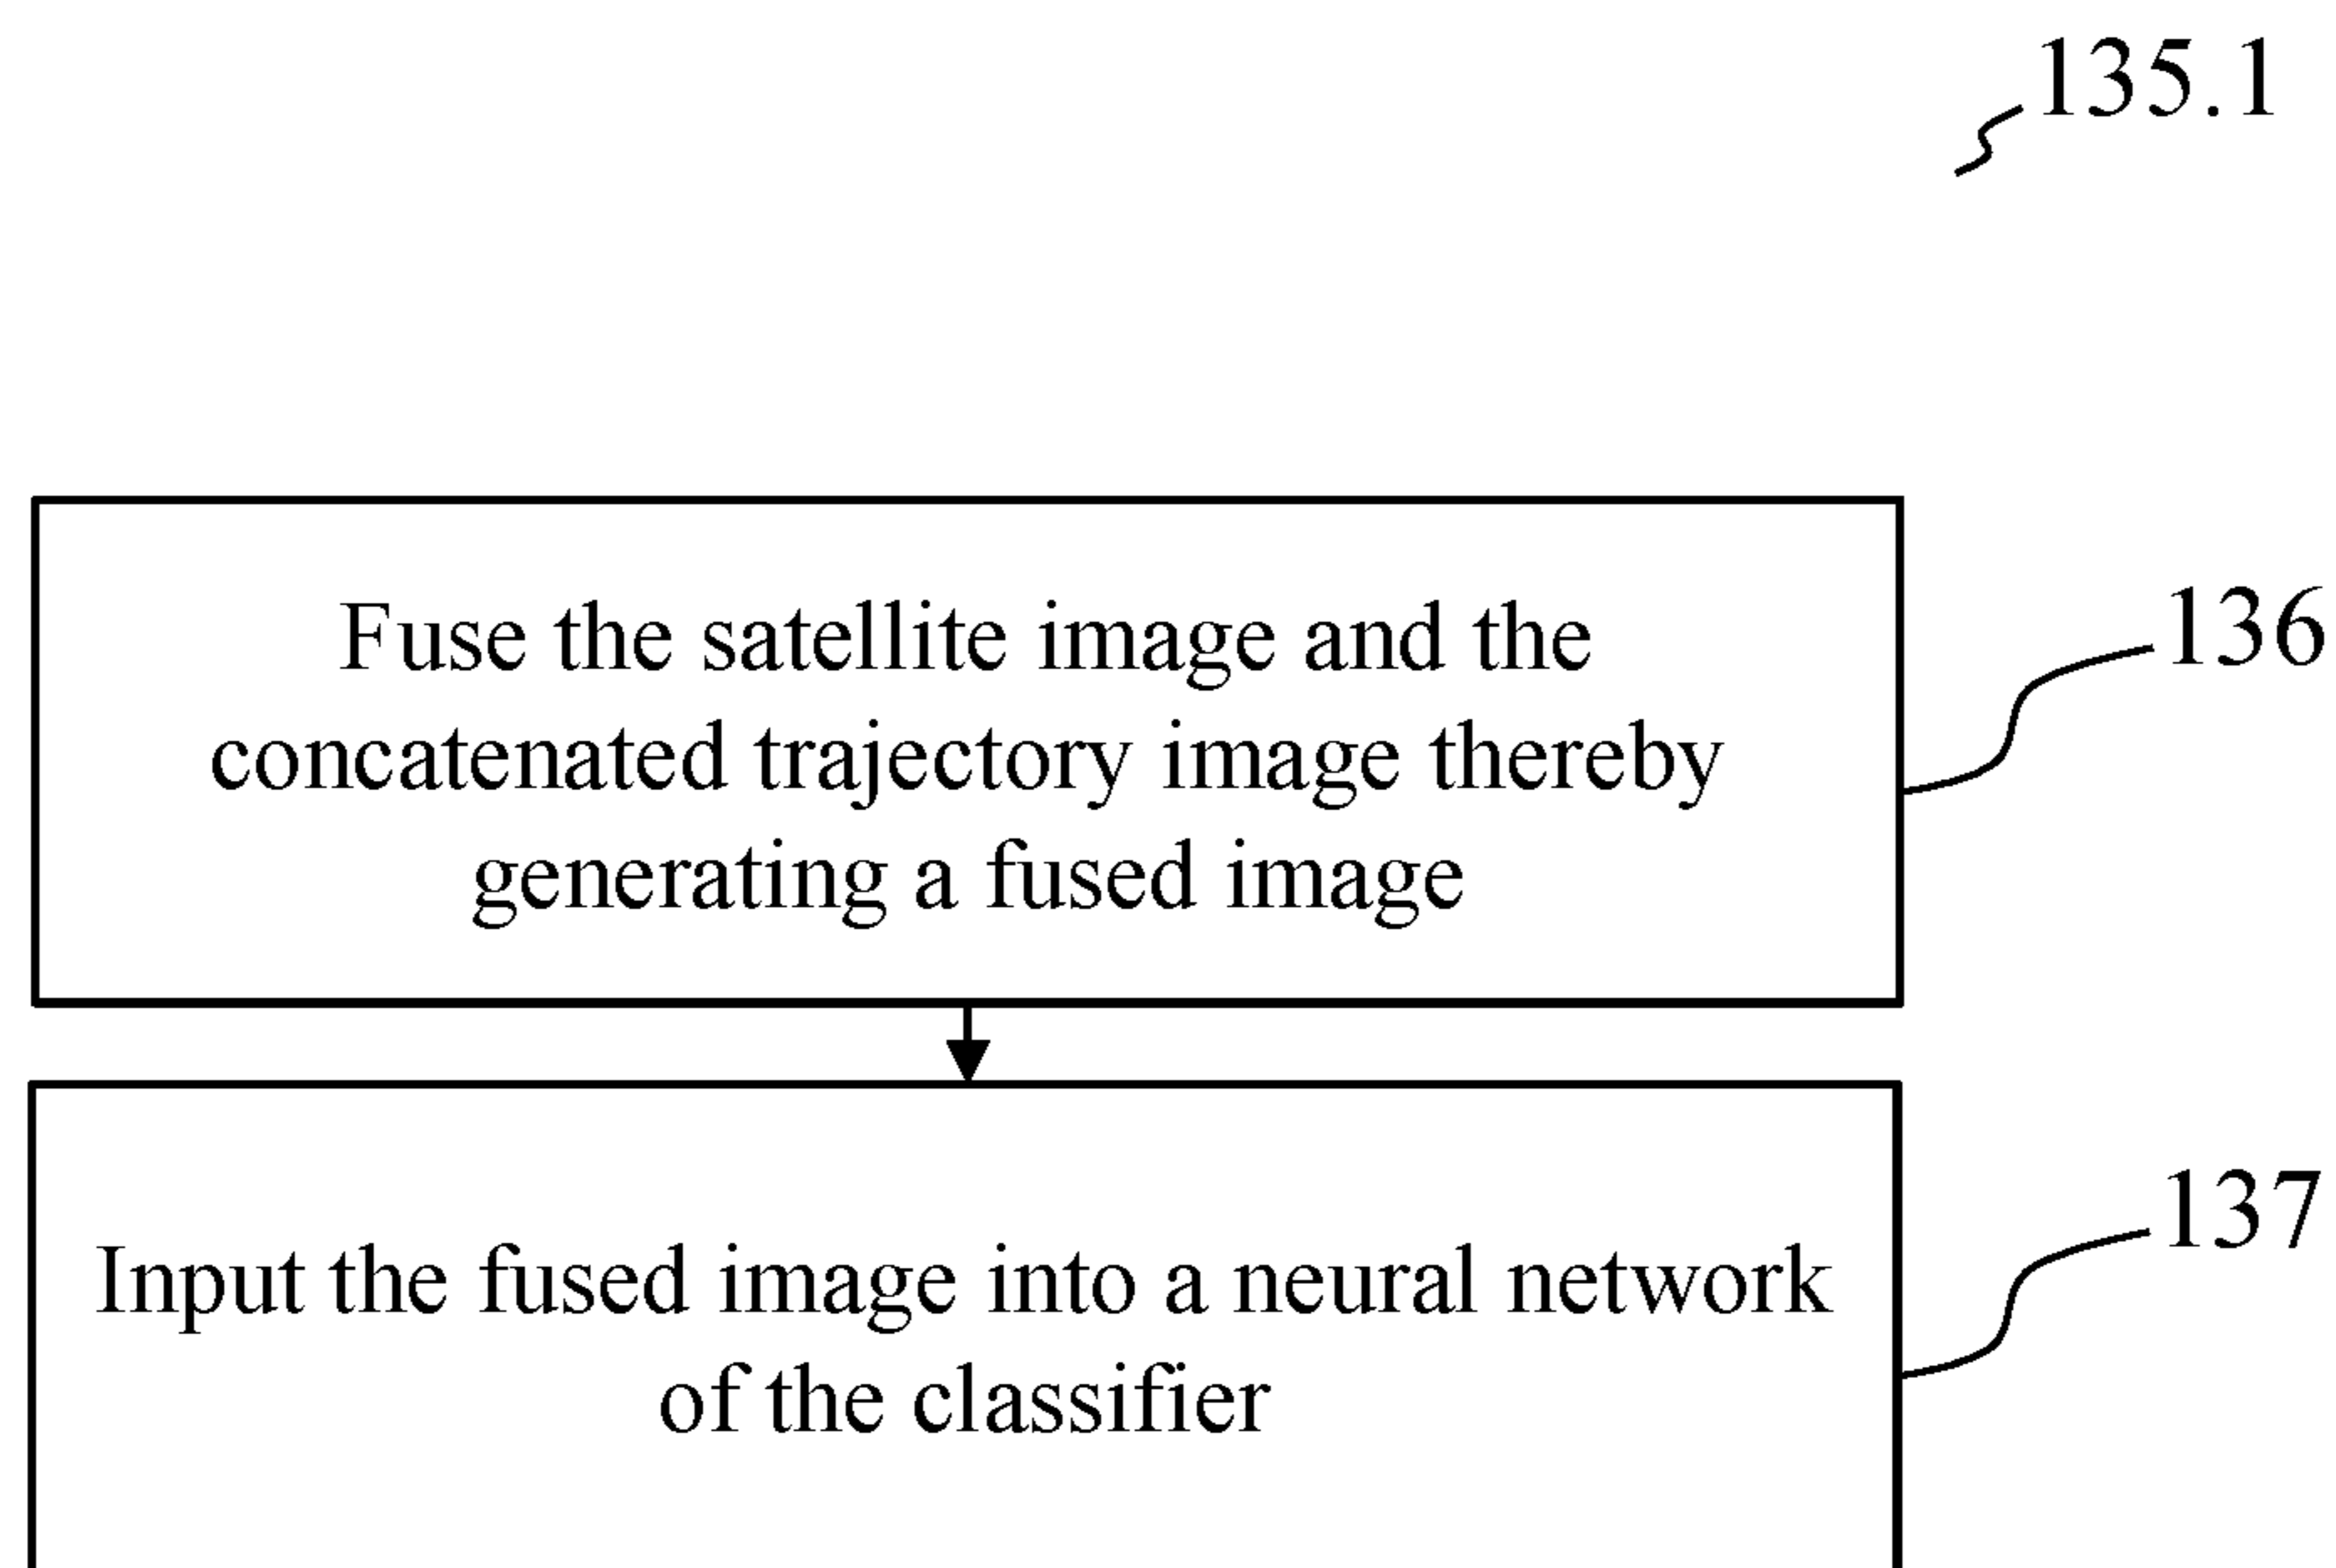 135.1
Fuse the satellite image and the
concatenated trajectory image thereby
generating a fused image
136
Input the fused image into a neural network
of the classifier
137